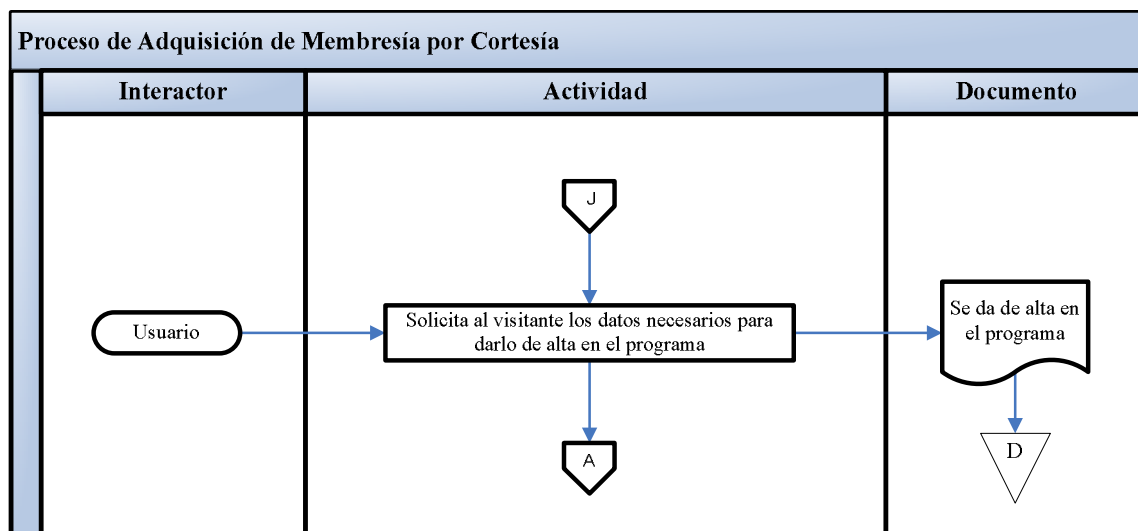 Proceso de Adquisición de Membresía por Cortesía
Interactor
Actividad
Documento
J
Usuario
Solicita al visitante los datos necesarios para
darlo de alta en el programa
Se da de alta en
el programa
A
D